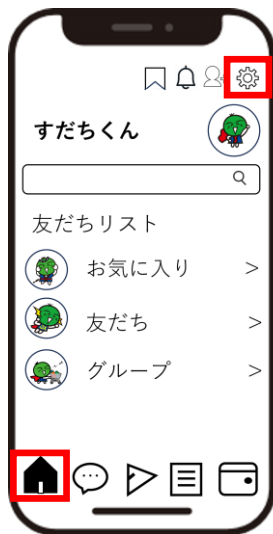 すだちくん
友だちリスト
お気に入り >
友だち >
グループ >